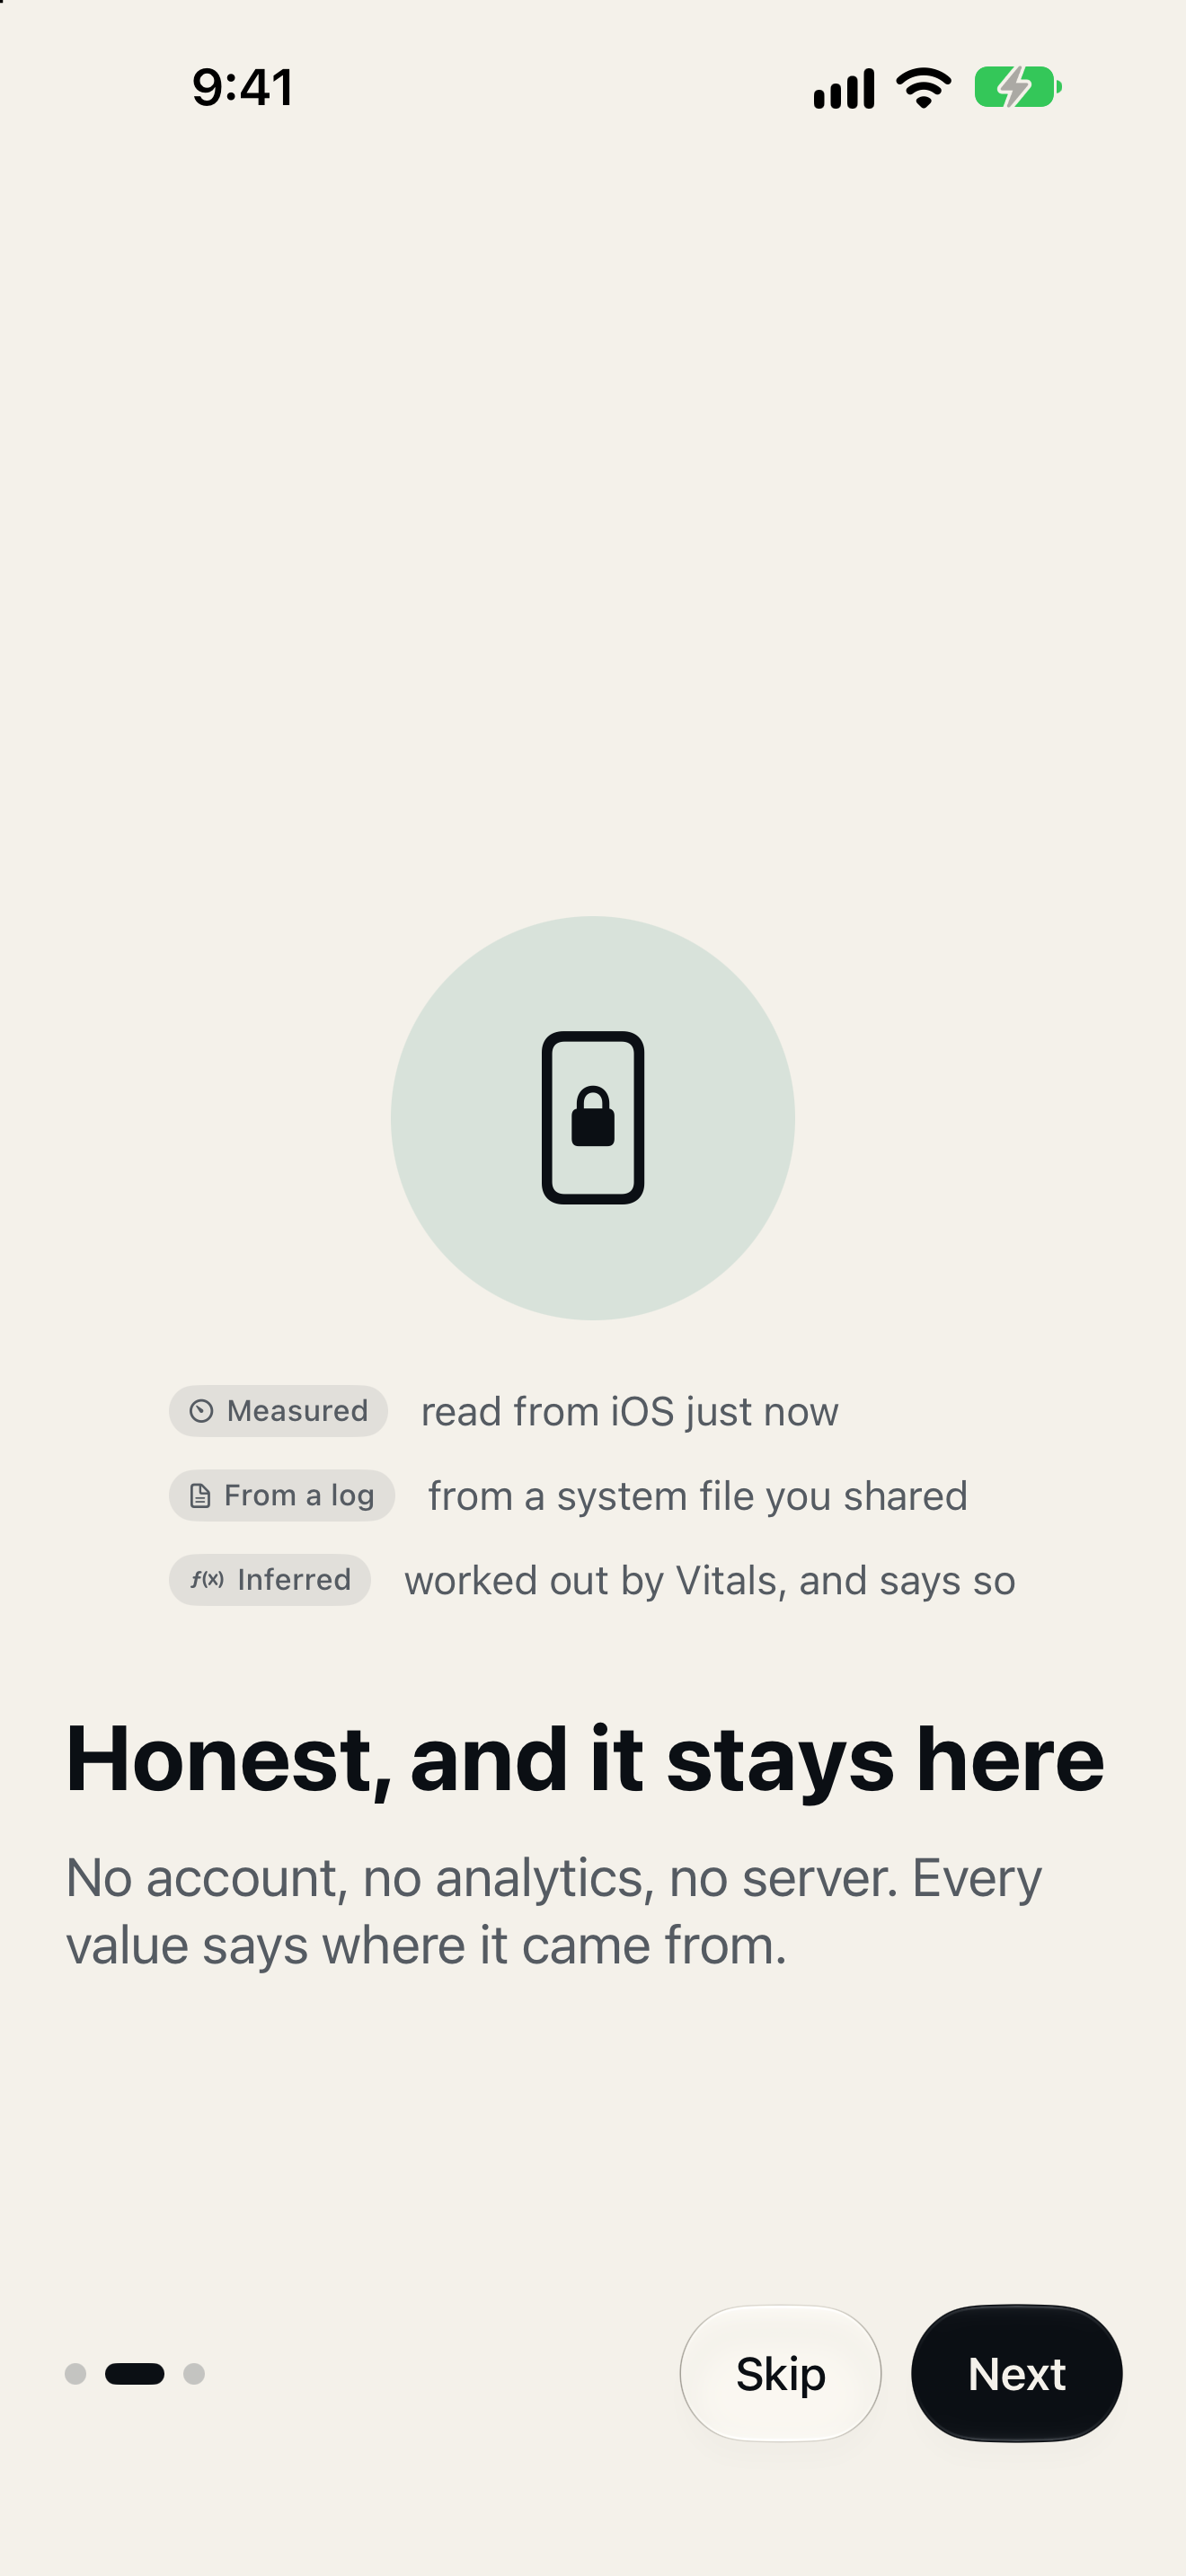 9:41
Measured read from iOS just now
From a log from a system file you shared
ƒ(x) Inferred worked out by Vitals, and says so
Honest, and it stays here
No account, no analytics, no server. Every
value says where it came from.
Skip Next